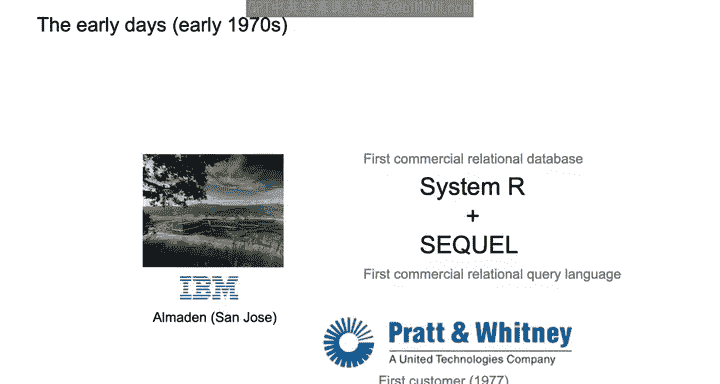 The early days (early 1970s)
First commercial relational database
System R
+
SEQUEL
First commercial relational query language
IBM
Almaden (San Jose)
Pratt & Whitney
A United Technologies Company
First customer (1977)